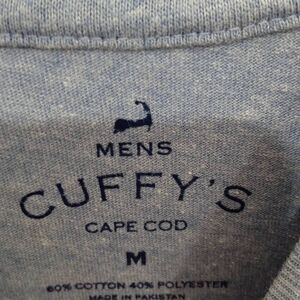 MENS
CUFFY'S
CAPE COD
M
60% COTTON 40% POLYESTER
MADE IN PAKISTAN